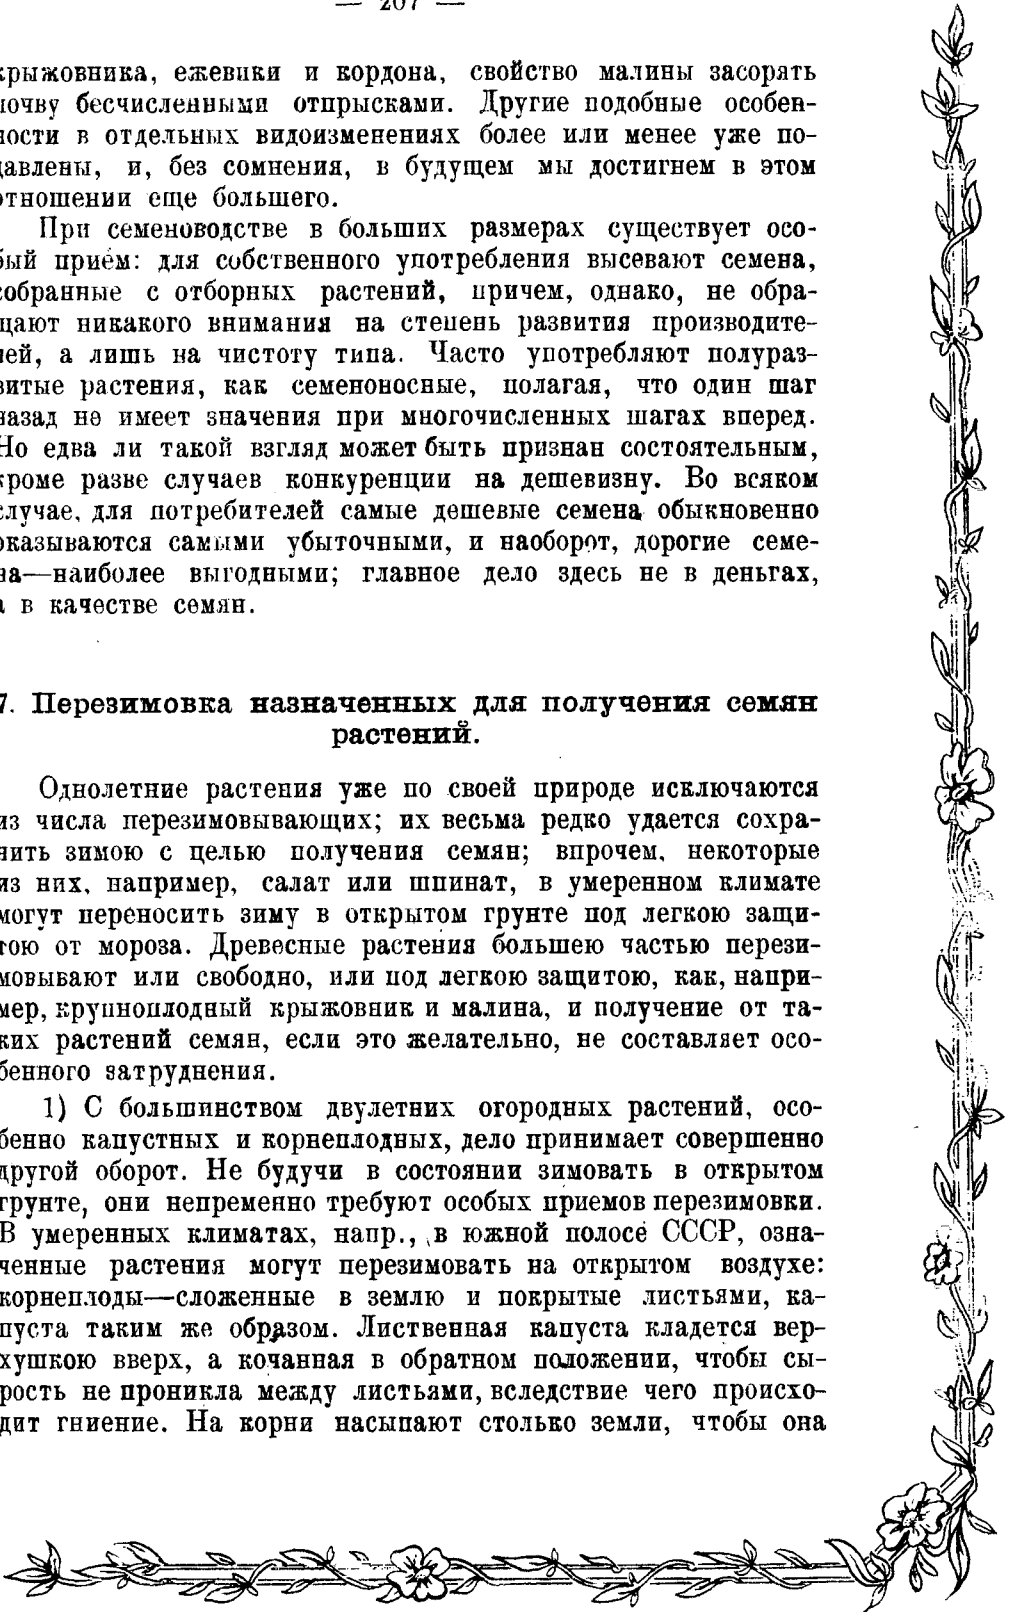 — 207 —
крыжовника, ежевики и кордона, свойство малины засорять
почву бесчисленными отпрысками. Другие подобные особен-
ности в отдельных видоизменениях более или менее уже по-
давлены, и, без сомнения, в будущем мы достигнем в этом
отношении еще большего.
При семеноводстве в больших размерах существует осо-
бый приём: для собственного употребления высевают семена,
собранные с отборных растений, причем, однако, не обра-
щают никакого внимания на степень развития производите-
лей, а лишь на чистоту типа. Часто употребляют полураз-
витые растения, как семеноносные, полагая, что один шаг
назад не имеет значения при многочисленных шагах вперед.
Но едва ли такой взгляд может быть признан состоятельным,
кроме разве случаев конкуренции на дешевизну. Во всяком
случае, для потребителей самые дешевые семена обыкновенно
оказываются самыми убыточными, и наоборот, дорогие семе-
на—наиболее выгодными; главное дело здесь не в деньгах,
а в качестве семян.
7. Перезимовка назначенных для получения семян
растений.
Однолетние растения уже по своей природе исключаются
из числа перезимовывающих; их весьма редко удается сохра-
нить зимою с целью получения семян; впрочем, некоторые
из них, например, салат или шпинат, в умеренном климате
могут переносить зиму в открытом грунте под легкою защи-
тою от мороза. Древесные растения большею частью перези-
мовывают или свободно, или под легкою защитою, как, напри-
мер, крупноплодный крыжовник и малина, и получение от та-
ких растений семян, если это желательно, не составляет осо-
бенного затруднения.
1) С большинством двулетних огородных растений, осо-
бенно капустных и корнеплодных, дело принимает совершенно
другой оборот. Не будучи в состоянии зимовать в открытом
грунте, они непременно требуют особых приемов перезимовки.
В умеренных климатах, напр., в южной полосе СССР, озна-
ченные растения могут перезимовать на открытом воздухе:
корнеплоды—сложенные в землю и покрытые листьями, ка-
пуста таким же образом. Лиственная капуста кладется вер-
хушкою вверх, а кочанная в обратном положении, чтобы сы-
рость не проникла между листьями, вследствие чего происхо-
дит гниение. На корни насыпают столько земли, чтобы она